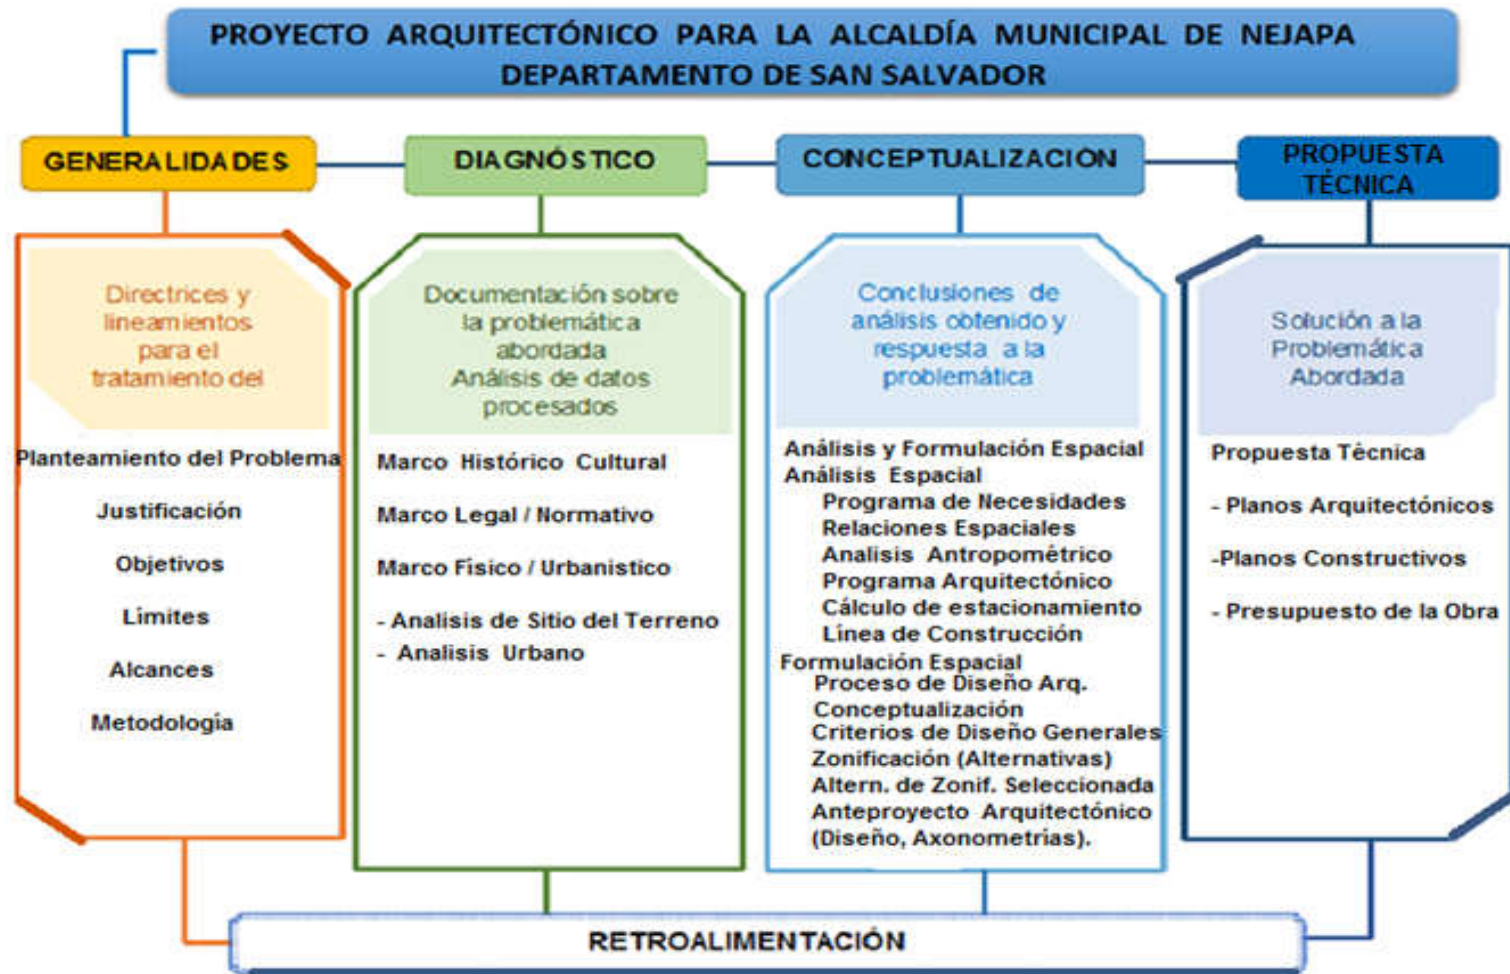 PROYECTO ARQUITECTÓNICO PARA LA ALCALDÍA MUNICIPAL DE NEJAPA
DEPARTAMENTO DE SAN SALVADOR
GENERALIDADES
Directrices y
lineamientos
para el
tratamiento del
Planteamiento del Problema
Justificación
Objetivos
Límites
Alcances
Metodología
DIAGNÓSTICO
Documentación sobre
la problemática
abordada
Análisis de datos
procesados
Marco Histórico Cultural
Marco Legal / Normativo
Marco Físico / Urbanistico
- Analisis de Sitio del Terreno
- Analisis Urbano
CONCEPTUALIZACIÓN
Conclusiones de
análisis obtenido y
respuesta a la
problemática
Análisis y Formulación Espacial
Análisis Espacial
Programa de Necesidades
Relaciones Espaciales
Analisis Antropométrico
Programa Arquitectónico
Cálculo de estacionamiento
Línea de Construcción
Formulación Espacial
Proceso de Diseño Arq.
Conceptualización
Criterios de Diseño Generales
Zonificación (Alternativas)
Altern. de Zonif. Seleccionada
Anteproyecto Arquitectónico
(Diseño, Axonometrías).
PROPUESTA
TÉCNICA
Solución a la
Problemática
Abordada
Propuesta Técnica
- Planos Arquitectónicos
-Planos Constructivos
- Presupuesto de la Obra
RETROALIMENTACIÓN